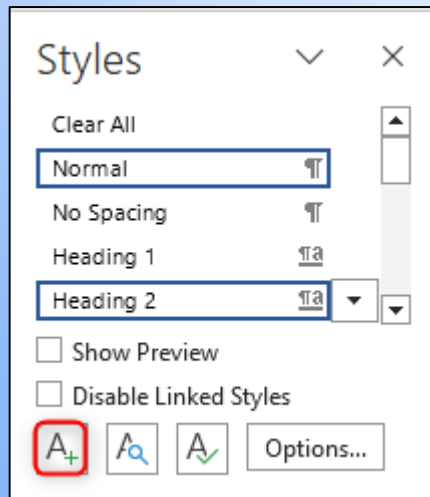 Styles
Clear All
Normal ¶
No Spacing ¶
Heading 1 ¶a
Heading 2 ¶a
Show Preview
Disable Linked Styles
A+ A A Options...